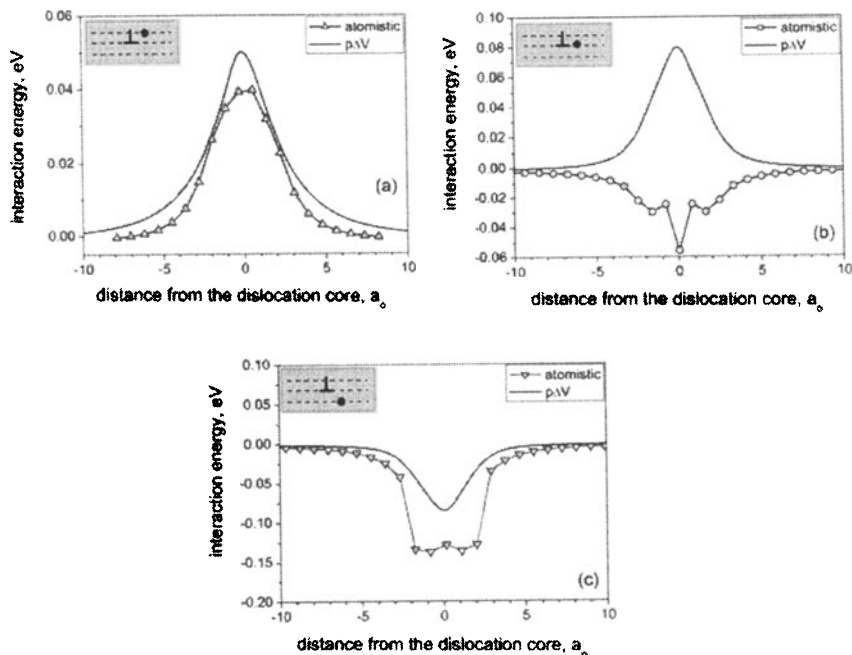 0.06
0.04
0.02
0.00
interaction energy, eV
atomistic
pΔV
(a)
-10 -5 0 5 10
distance from the dislocation core, a₀
0.10
0.08
0.06
0.04
0.02
0.00
-0.02
-0.04
-0.06
interaction energy, eV
atomistic
pΔV
(b)
-10 -5 0 5 10
distance from the dislocation core, a₀
0.10
0.05
0.00
-0.05
-0.10
-0.15
-0.20
interaction energy, eV
atomistic
pΔV
(c)
-10 -5 0 5 10
distance from the dislocation core, a₀